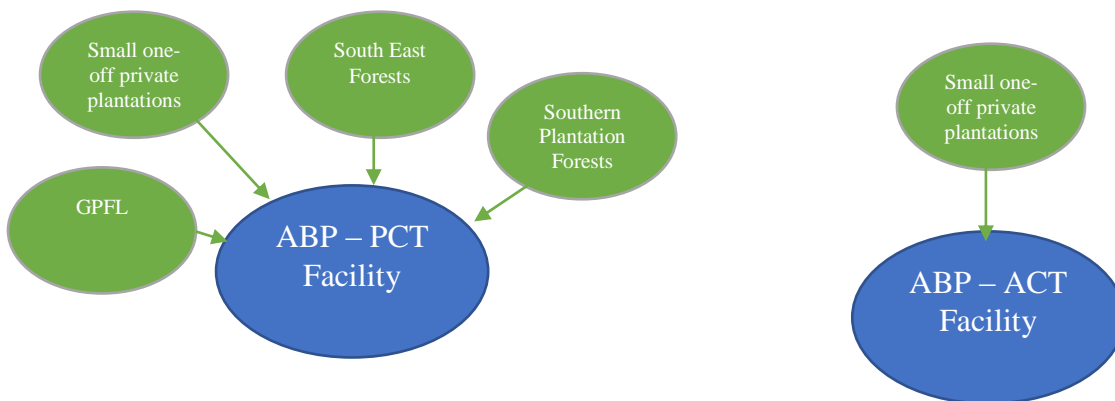 Small one-
off private
plantations
South East
Forests
Southern
Plantation
Forests
GPFL
ABP – PCT
Facility
Small one-
off private
plantations
ABP – ACT
Facility